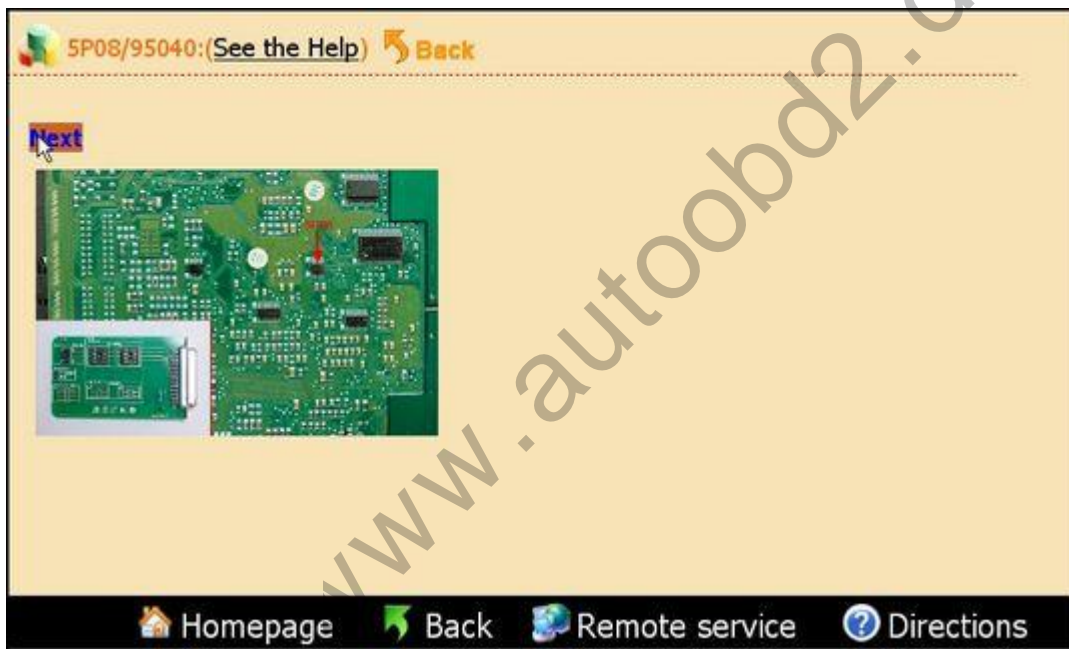 5P08/95040:(See the Help) Back
Next
Homepage Back Remote service Directions
www.autoobd2.